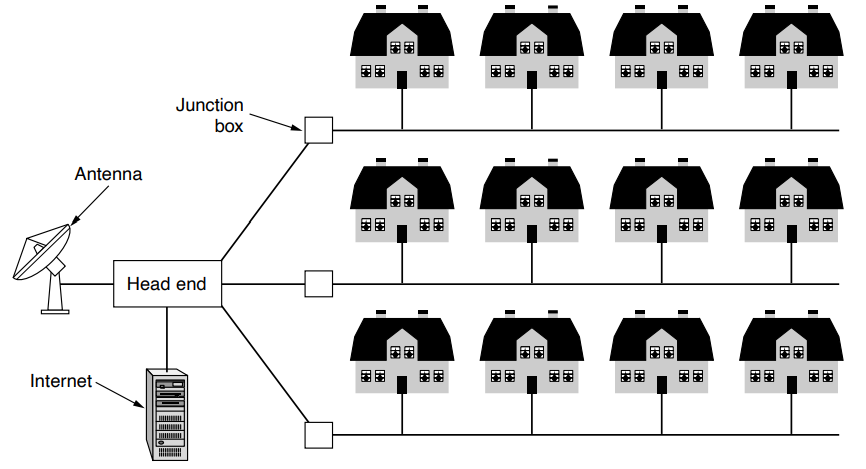 Junction
box
Antenna
Head end
Internet